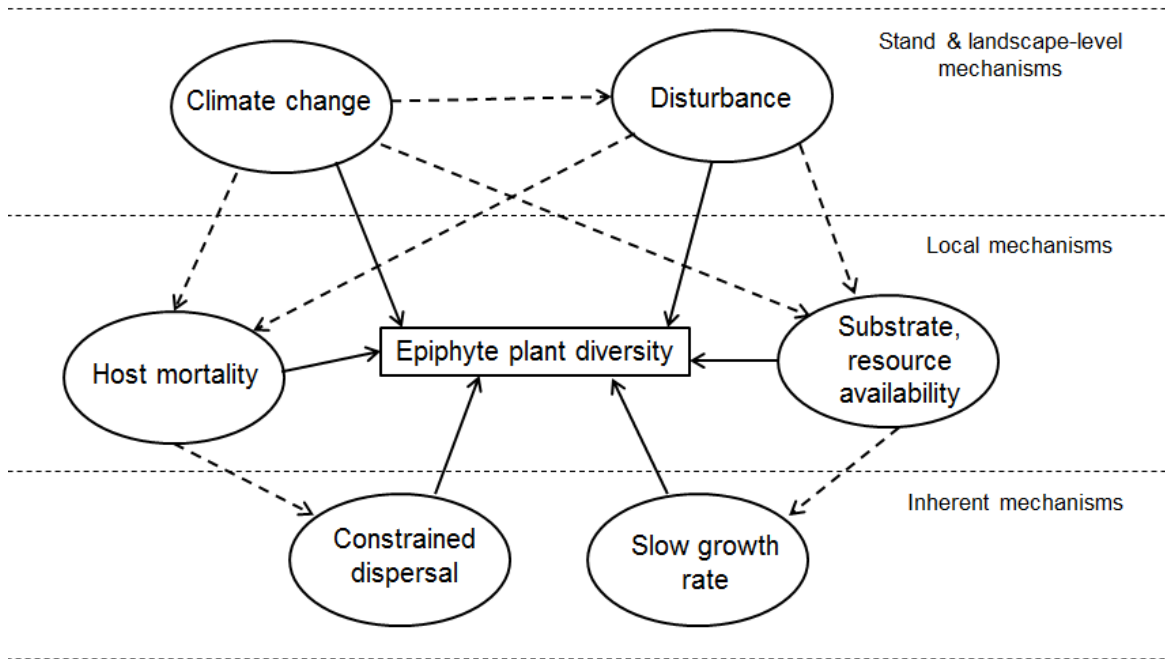 Stand & landscape-level
mechanisms
Climate change
Disturbance
Local mechanisms
Host mortality
Epiphyte plant diversity
Substrate,
resource
availability
Inherent mechanisms
Constrained
dispersal
Slow growth
rate